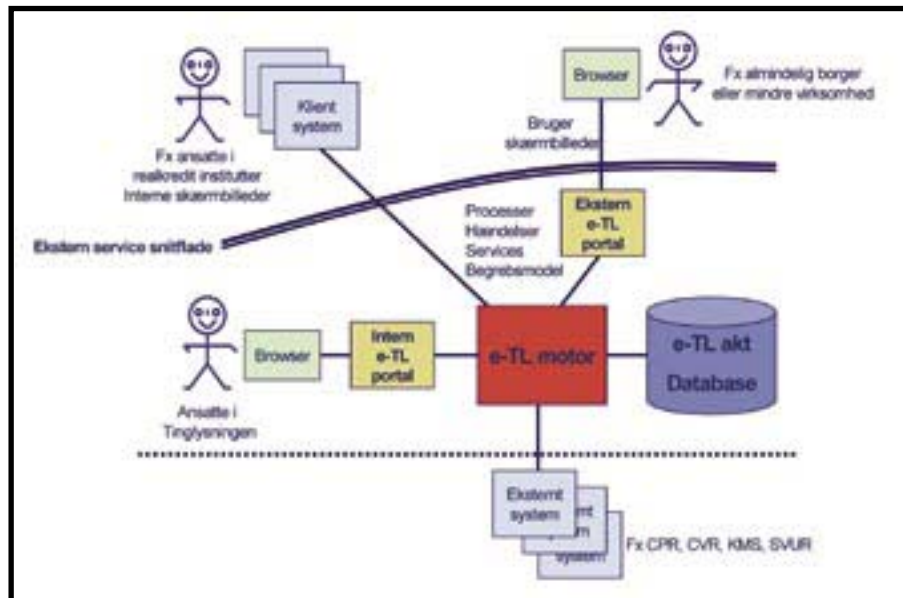 Klient
system
Browser
Fx almindelig borger
eller mindre virksomhed
Fx ansatte i
realkredit institutter
Interne skærmbilleder
Bruger
skærmbilleder
Ekstern service snitflade
Processer
Hændelser
Services
Begrebsmodel
Ekstern
e-TL
portal
Browser
Intern
e-TL
portal
e-TL motor
e-TL akt
Database
Ansatte i
Tinglysningen
Eksternt
system
system
Fx CPR, CVR, KMS, SVUR